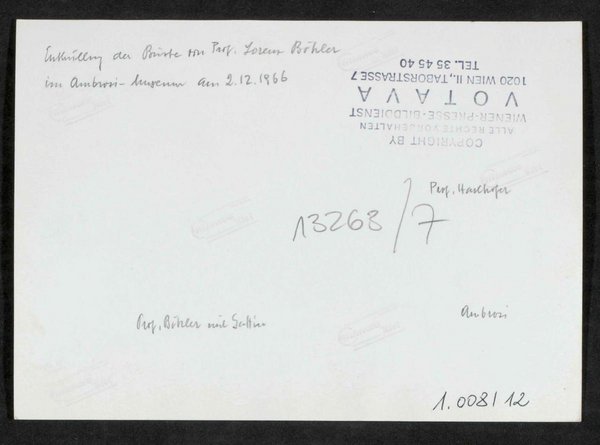 Enthüllung der Büste von Prof. Lorenz Böhler
im Ambrosi-Museum am 2.12.1966
COPYRIGHT BY
ALLE RECHTE VORBEHALTEN
WIENER-PRESSE-BILDDIENST
VOTAVA
1020 WIEN II., TABORSTRASSE 7
TEL. 35 45 40
Prof.
13263/7
Prof. Böhler mit Gattin
Ambrosi
1.008/12